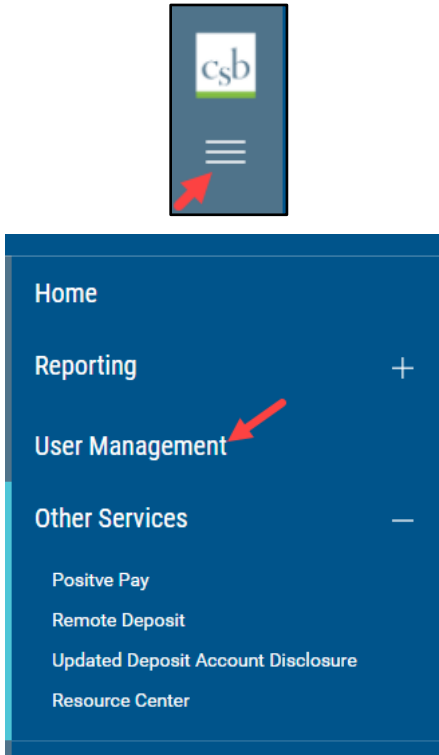 csb
Home
Reporting
User Management
Other Services
Positve Pay
Remote Deposit
Updated Deposit Account Disclosure
Resource Center